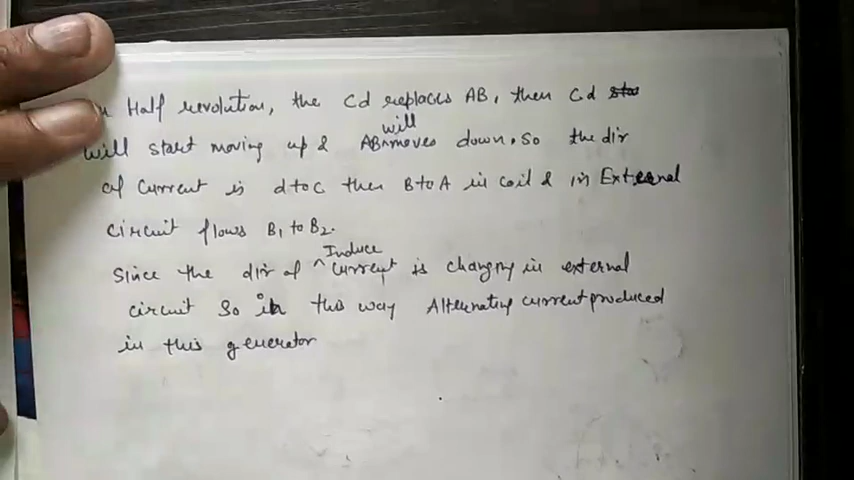 Half revolution, the Cd replaces AB, then Cd
will start moving up & AB will moves down. So the dir
of current is d to C then B to A in coil & in External
circuit flows B1 to B2.
Since the dir of Induce current is changing in external
circuit So in this way Alternating current produced
in this generator